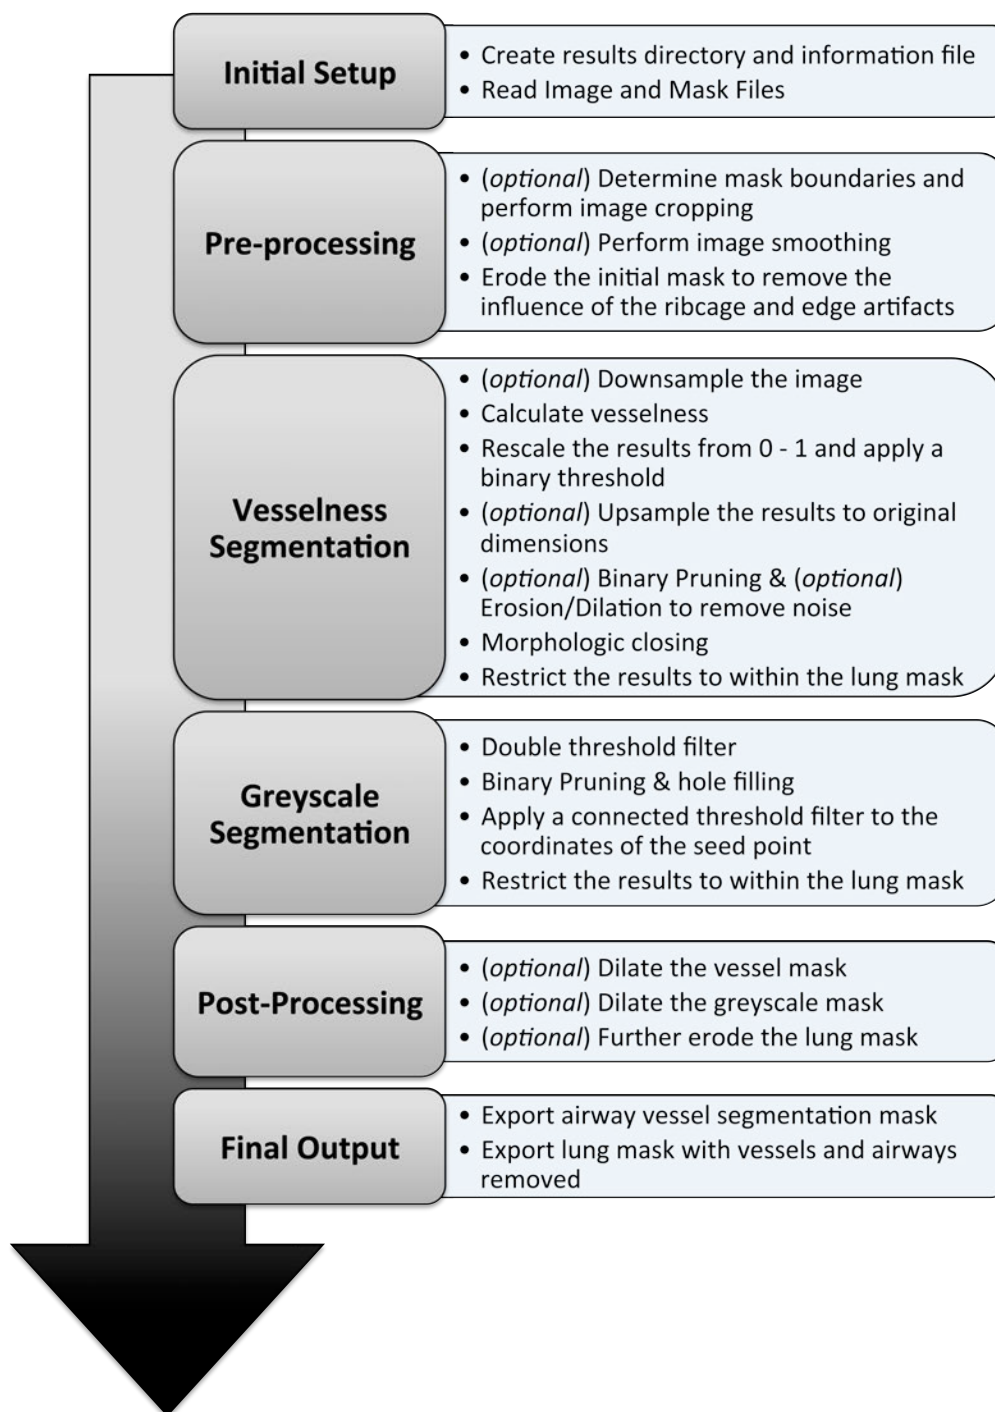 Initial Setup
• Create results directory and information file
• Read Image and Mask Files
Pre-processing
• (optional) Determine mask boundaries and
perform image cropping
• (optional) Perform image smoothing
• Erode the initial mask to remove the
influence of the ribcage and edge artifacts
Vesselness
Segmentation
• (optional) Downsample the image
• Calculate vesselness
• Rescale the results from 0 - 1 and apply a
binary threshold
• (optional) Upsample the results to original
dimensions
• (optional) Binary Pruning & (optional)
Erosion/Dilation to remove noise
• Morphologic closing
• Restrict the results to within the lung mask
Greyscale
Segmentation
• Double threshold filter
• Binary Pruning & hole filling
• Apply a connected threshold filter to the
coordinates of the seed point
• Restrict the results to within the lung mask
Post-Processing
• (optional) Dilate the vessel mask
• (optional) Dilate the greyscale mask
• (optional) Further erode the lung mask
Final Output
• Export airway vessel segmentation mask
• Export lung mask with vessels and airways
removed